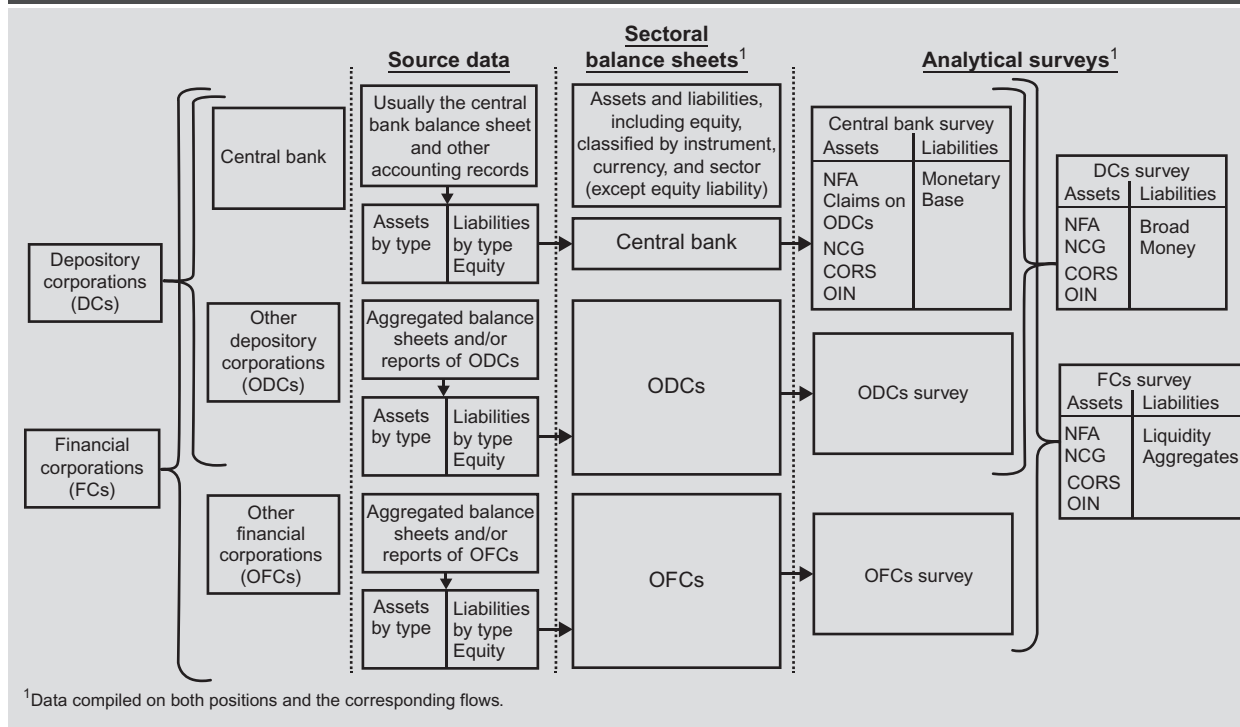 Source data
Sectoral
balance sheets1
Analytical surveys1
Depository
corporations
(DCs)
Financial
corporations
(FCs)
Central bank
Other
depository
corporations
(ODCs)
Other
financial
corporations
(OFCs)
Usually the central
bank balance sheet
and other
accounting records
Assets
by type
Liabilities
by type
Equity
Aggregated balance
sheets and/or
reports of ODCs
Assets
by type
Liabilities
by type
Equity
Aggregated balance
sheets and/or
reports of OFCs
Assets
by type
Liabilities
by type
Equity
Assets and liabilities,
including equity,
classified by instrument,
currency, and sector
(except equity liability)
Central bank
ODCs
OFCs
Central bank survey
Assets
Liabilities
NFA
Claims on
ODCs
NCG
CORS
OIN
Monetary
Base
ODCs survey
OFCs survey
DCs survey
Assets
Liabilities
NFA
NCG
CORS
OIN
Broad
Money
FCs survey
Assets
Liabilities
NFA
NCG
CORS
OIN
Liquidity
Aggregates
1Data compiled on both positions and the corresponding flows.